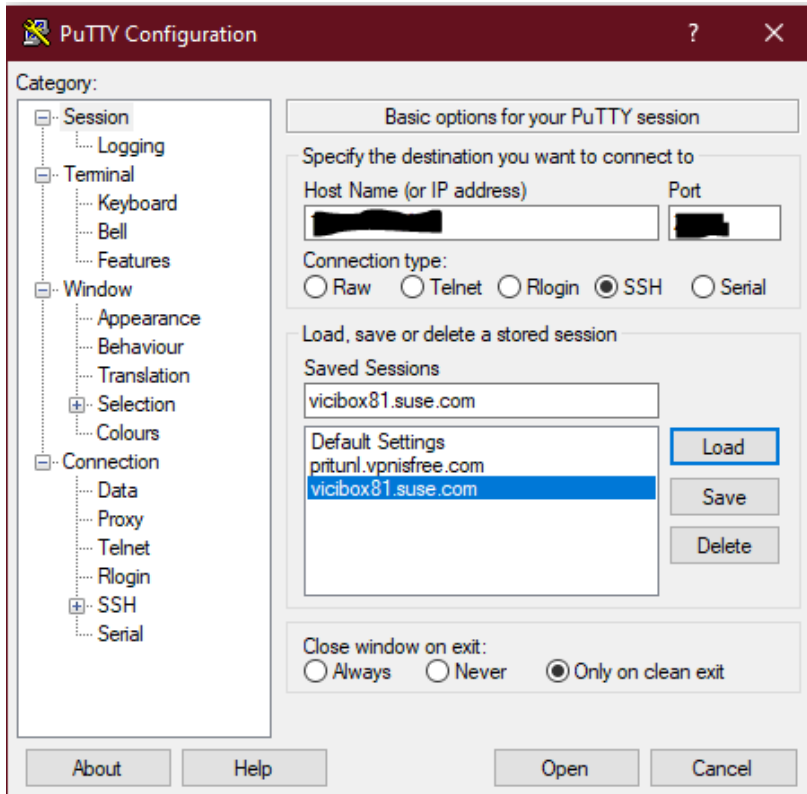 PuTTY Configuration ? ×
Category:
Session
Logging
Terminal
Keyboard
Bell
Features
Window
Appearance
Behaviour
Translation
Selection
Colours
Connection
Data
Proxy
Telnet
Rlogin
SSH
Serial
Basic options for your PuTTY session
Specify the destination you want to connect to
Host Name (or IP address) Port
Connection type:
Raw Telnet Rlogin SSH Serial
Load, save or delete a stored session
Saved Sessions
vicibox81.suse.com
Default Settings
pritunl.vpnisfree.com
vicibox81.suse.com
Load
Save
Delete
Close window on exit:
Always Never Only on clean exit
About Help Open Cancel